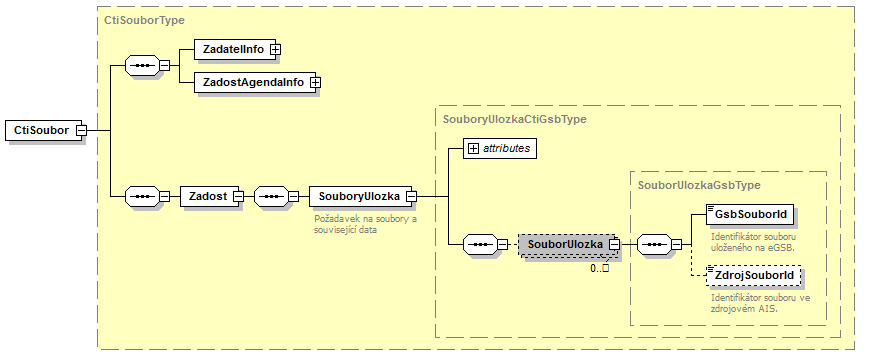 CtiSouborType
ZadatelInfo
ZadostAgendaInfo
CtiSoubor
SouboryUlozkaCtiGsbType
attributes
SouborUlozkaGsbType
Zadost
SouboryUlozka
Požadavek na soubory a
související data
GsbSouborId
Identifikátor souboru
uloženého na eGSB.
SouborUlozka
0..
ZdrojSouborId
Identifikátor souboru ve
zdrojovém AIS.